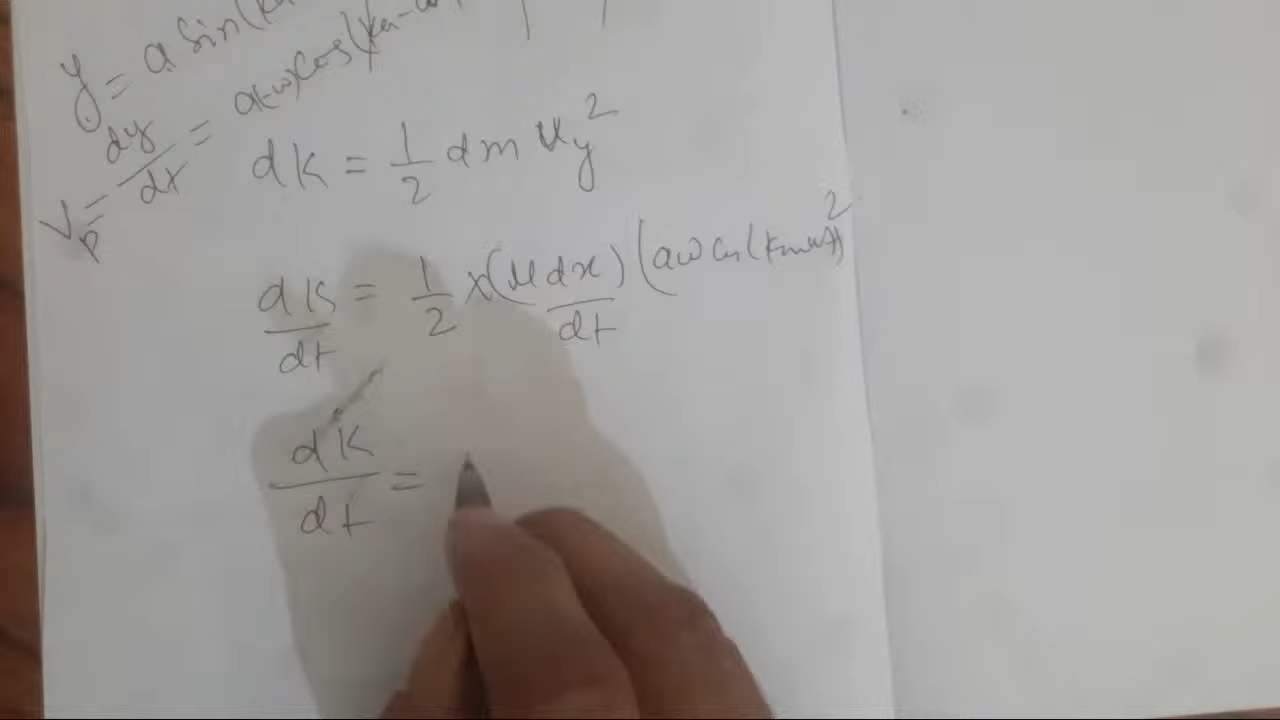 y = a sin(k
Vp = dy/dt = a(-ω)cos(kx-ω
dK = 1/2 dm uy²
dK/dt = 1/2 x(μ dx/dt) (aω cos(kx-ωt))²
dK/dt =